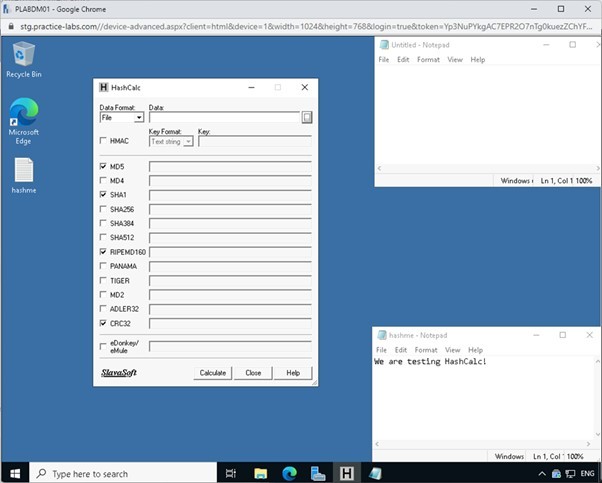 PLABDM01 - Google Chrome
stg.practice-labs.com//device-advanced.aspx?client=html&device=1&width=1024&height=768&login=true&token=Yp3NuPYkgAC7EPR2O7nTg0kuezZChYF...
Recycle Bin
Microsoft
Edge
hashme
H HashCalc
Data Format:
Data:
File
HMAC
Key Format:
Key:
Text string
MD5
MD4
SHA1
SHA256
SHA384
SHA512
RIPEMD160
PANAMA
TIGER
MD2
ADLER32
CRC32
eDonkey/
eMule
SlavaSoft
Calculate
Close
Help
Untitled - Notepad
File Edit Format View Help
Windows Ln 1, Col 1 100%
hashme - Notepad
File Edit Format View Help
We are testing HashCalc!
Windows Ln 1, Col 1 100%
Type here to search
H
ENG